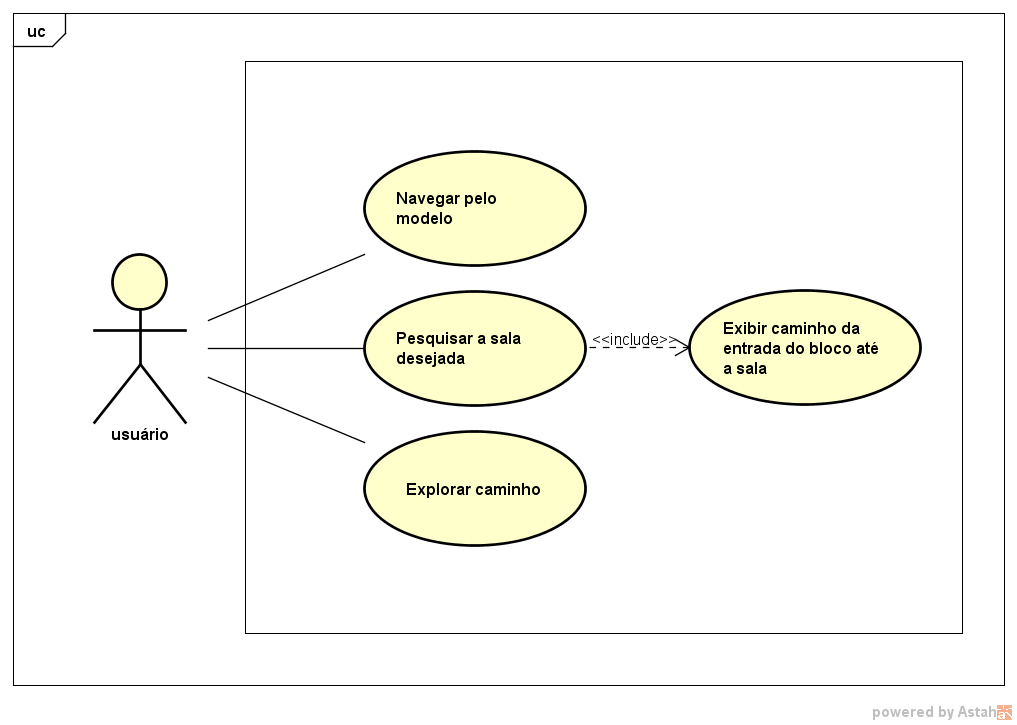 uc
Navegar pelo
modelo
Pesquisar a sala
desejada
<<include>>
Exibir caminho da
entrada do bloco até
a sala
usuário
Explorar caminho
powered by Astah